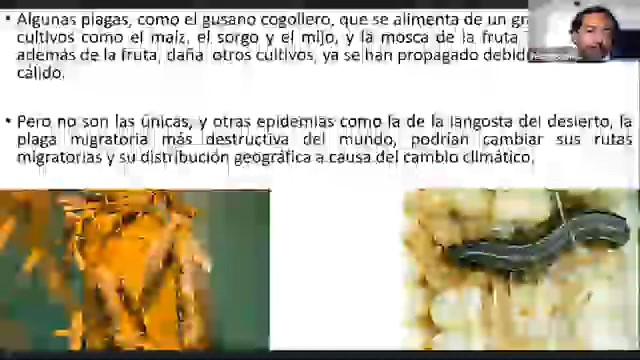 • Algunas plagas, como el gusano cogollero, que se alimenta de un
cultivos como el maíz, el sorgo y el mijo, y la mosca de la fruta
además de la fruta, daña otros cultivos, ya se han propagado
cálido.
• Pero no son las únicas, y otras epidemias como la de la langosta del desierto, la
plaga migratoria más destructiva del mundo, podrían cambiar sus rutas
migratorias y su distribución geográfica a causa del cambio climático.